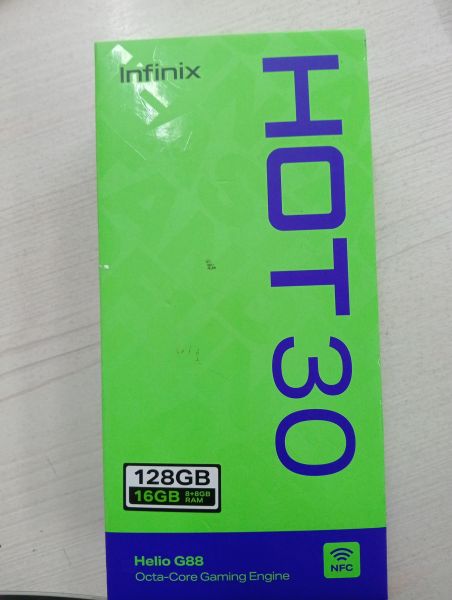 Infinix
HOT 30
128GB
16GB 8+8GB RAM
Helio G88
Octa-Core Gaming Engine
NFC